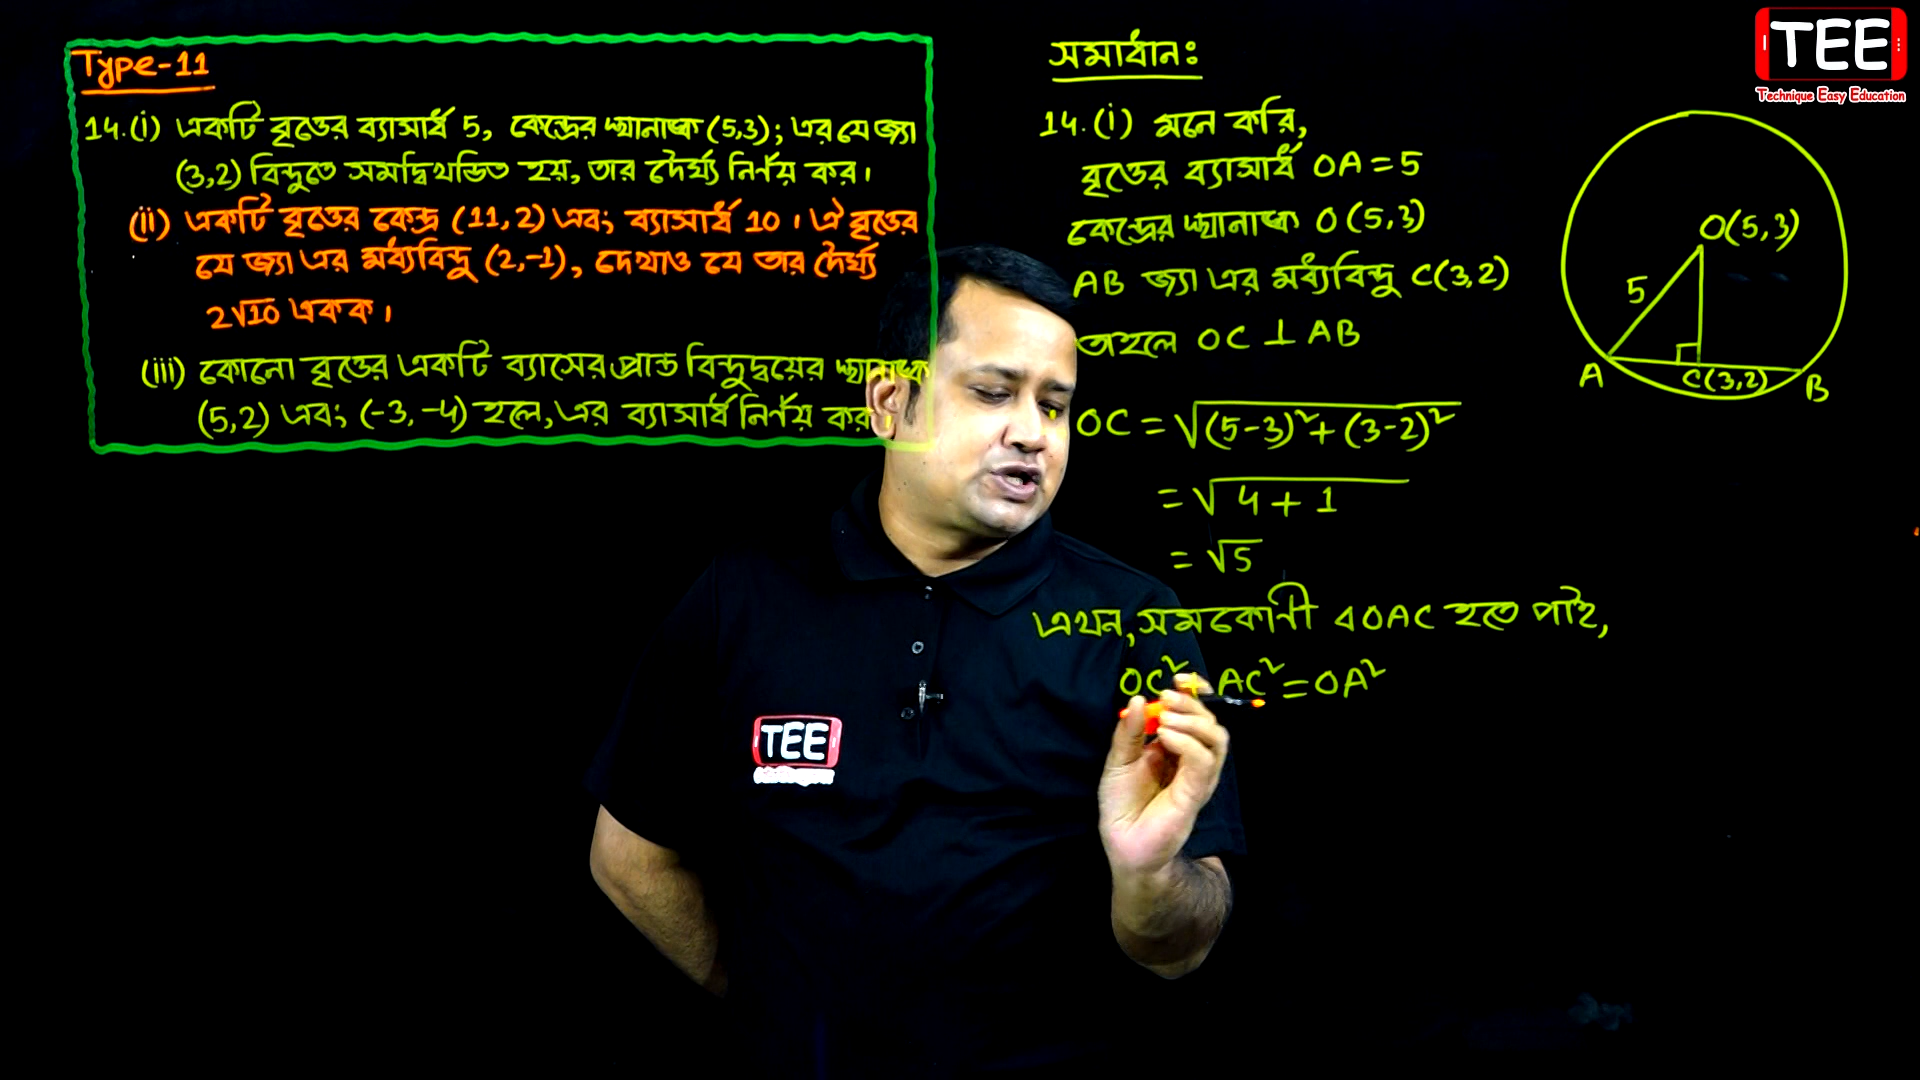 Type-11
14.(i) একটি বৃত্তের ব্যাসার্ধ 5, কেন্দ্রের স্থানাঙ্ক (5,3); এর যে জ্যা
(3,2) বিন্দুতে সমদ্বিখন্ডিত হয়, তার দৈর্ঘ্য নির্ণয় কর।
(ii) একটি বৃত্তের কেন্দ্র (11,2) এবং ব্যাসার্ধ 10। ঐ বৃত্তের
যে জ্যা এর মধ্যবিন্দু (2,-1), দেখাও যে তার দৈর্ঘ্য
2√10 একক।
(iii) কোনো বৃত্তের একটি ব্যাসের প্রান্ত বিন্দুদ্বয়ের স্থানাঙ্ক
(5,2) এবং (-3,-4) হলে, এর ব্যাসার্ধ নির্ণয় কর।
সমাধানঃ
14.(i) মনে করি,
বৃত্তের ব্যাসার্ধ OA = 5
কেন্দ্রের স্থানাঙ্ক O (5,3)
AB জ্যা এর মধ্যবিন্দু C(3,2)
তাহলে OC ⊥ AB
OC = √(5-3)² + (3-2)²
= √4 + 1
= √5
এখন, সমকোণী ⊿OAC হতে পাই,
OC² + AC² = OA²
O(5,3)
5
A
C(3,2)
B
TEE
Technique Easy Education
TEE